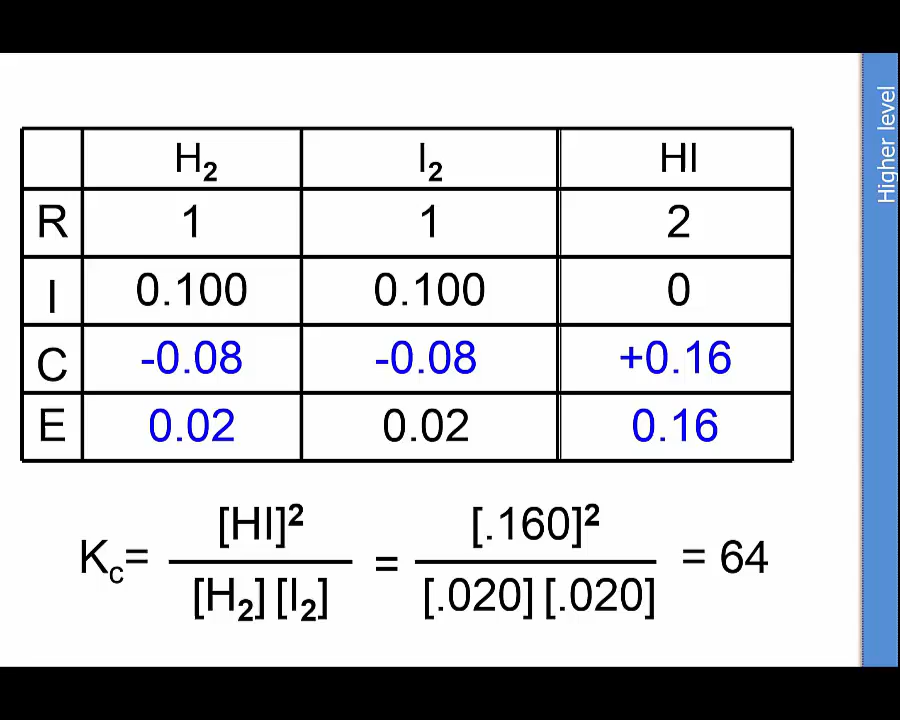 H₂ I₂ HI
R 1 1 2
I 0.100 0.100 0
C -0.08 -0.08 +0.16
E 0.02 0.02 0.16
[HI]² [.160]²
K꜀= = = 64
[H₂] [I₂] [.020] [.020]
Higher level